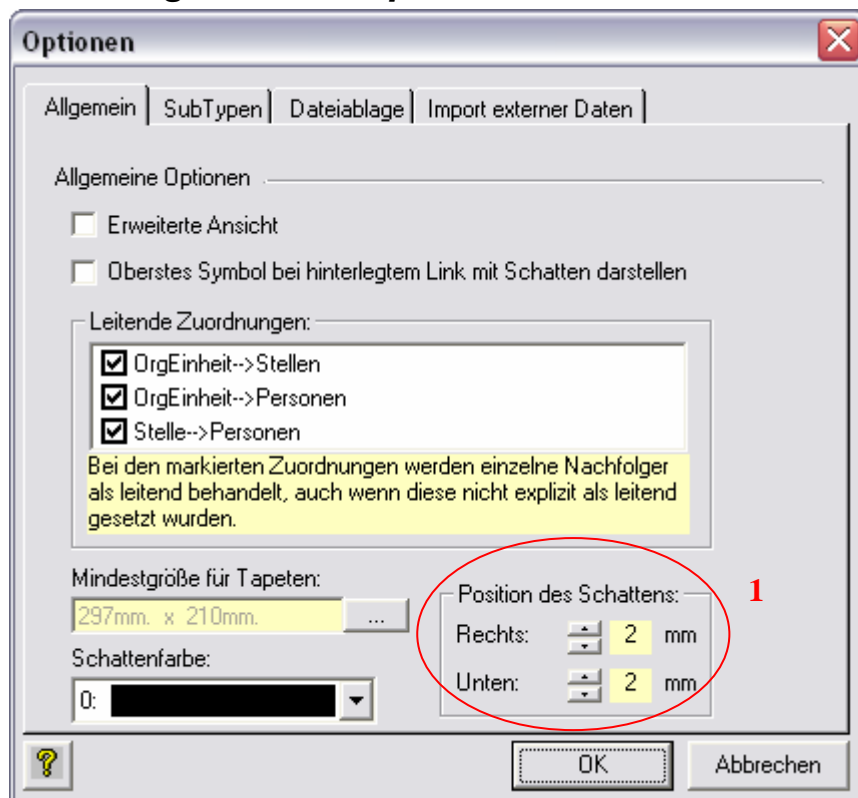 Optionen
Allgemein SubTypen Dateiablage Import externer Daten
Allgemeine Optionen
Erweiterte Ansicht
Oberstes Symbol bei hinterlegtem Link mit Schatten darstellen
Leitende Zuordnungen:
OrgEinheit-->Stellen
OrgEinheit-->Personen
Stelle-->Personen
Bei den markierten Zuordnungen werden einzelne Nachfolger
als leitend behandelt, auch wenn diese nicht explizit als leitend
gesetzt wurden.
Mindestgröße für Tapeten:
297mm. x 210mm. ...
Schattenfarbe:
0:
Position des Schattens: 1
Rechts: 2 mm
Unten: 2 mm
? OK Abbrechen